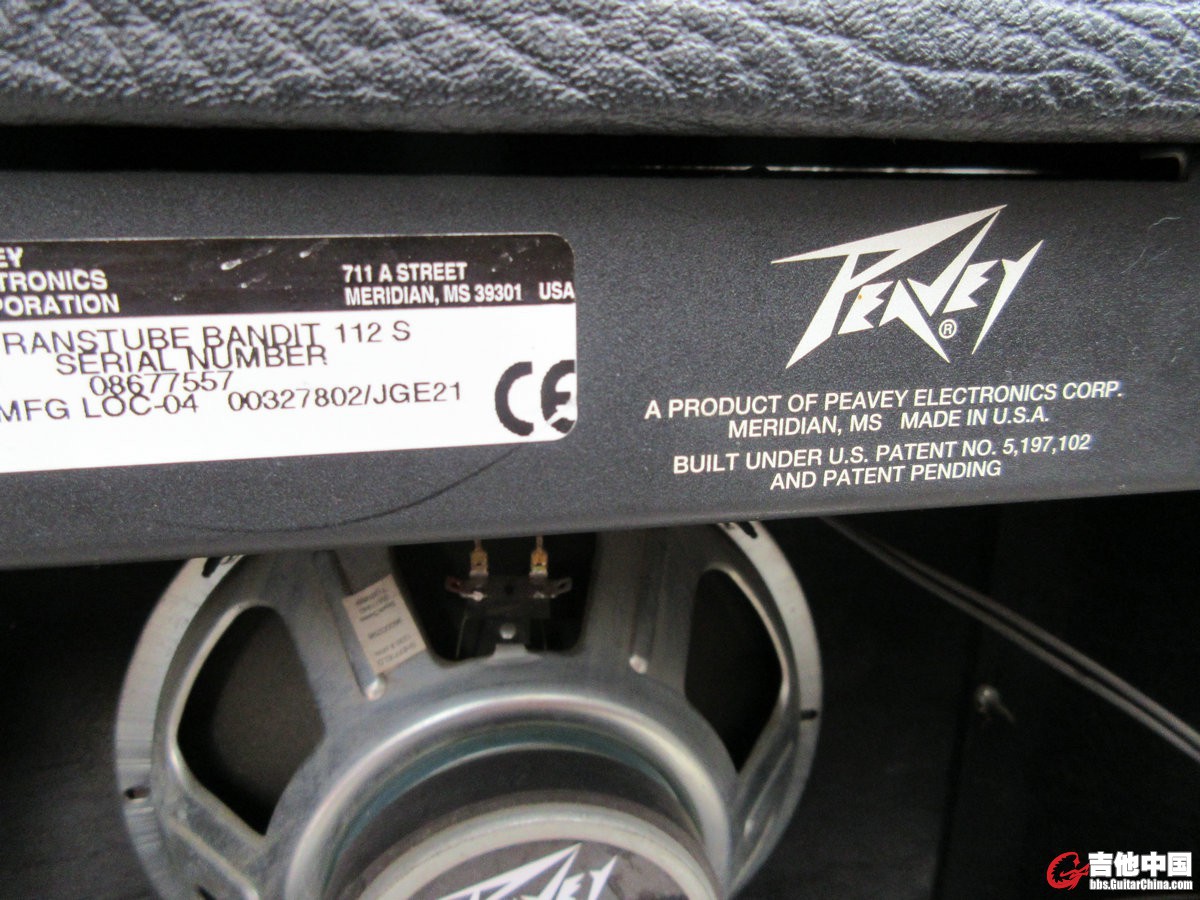 EY
CTRONICS
PORATION
711 A STREET
MERIDIAN, MS 39301 USA
RANSTUBE BANDIT 112 S
SERIAL NUMBER
08677557
MFG LOC-04 00327802/JGE21
CE
PEAVEY®
A PRODUCT OF PEAVEY ELECTRONICS CORP.
MERIDIAN, MS MADE IN U.S.A.
BUILT UNDER U.S. PATENT NO. 5,197,102
AND PATENT PENDING
PEAVEY
吉他中国
bbs.GuitarChina.com